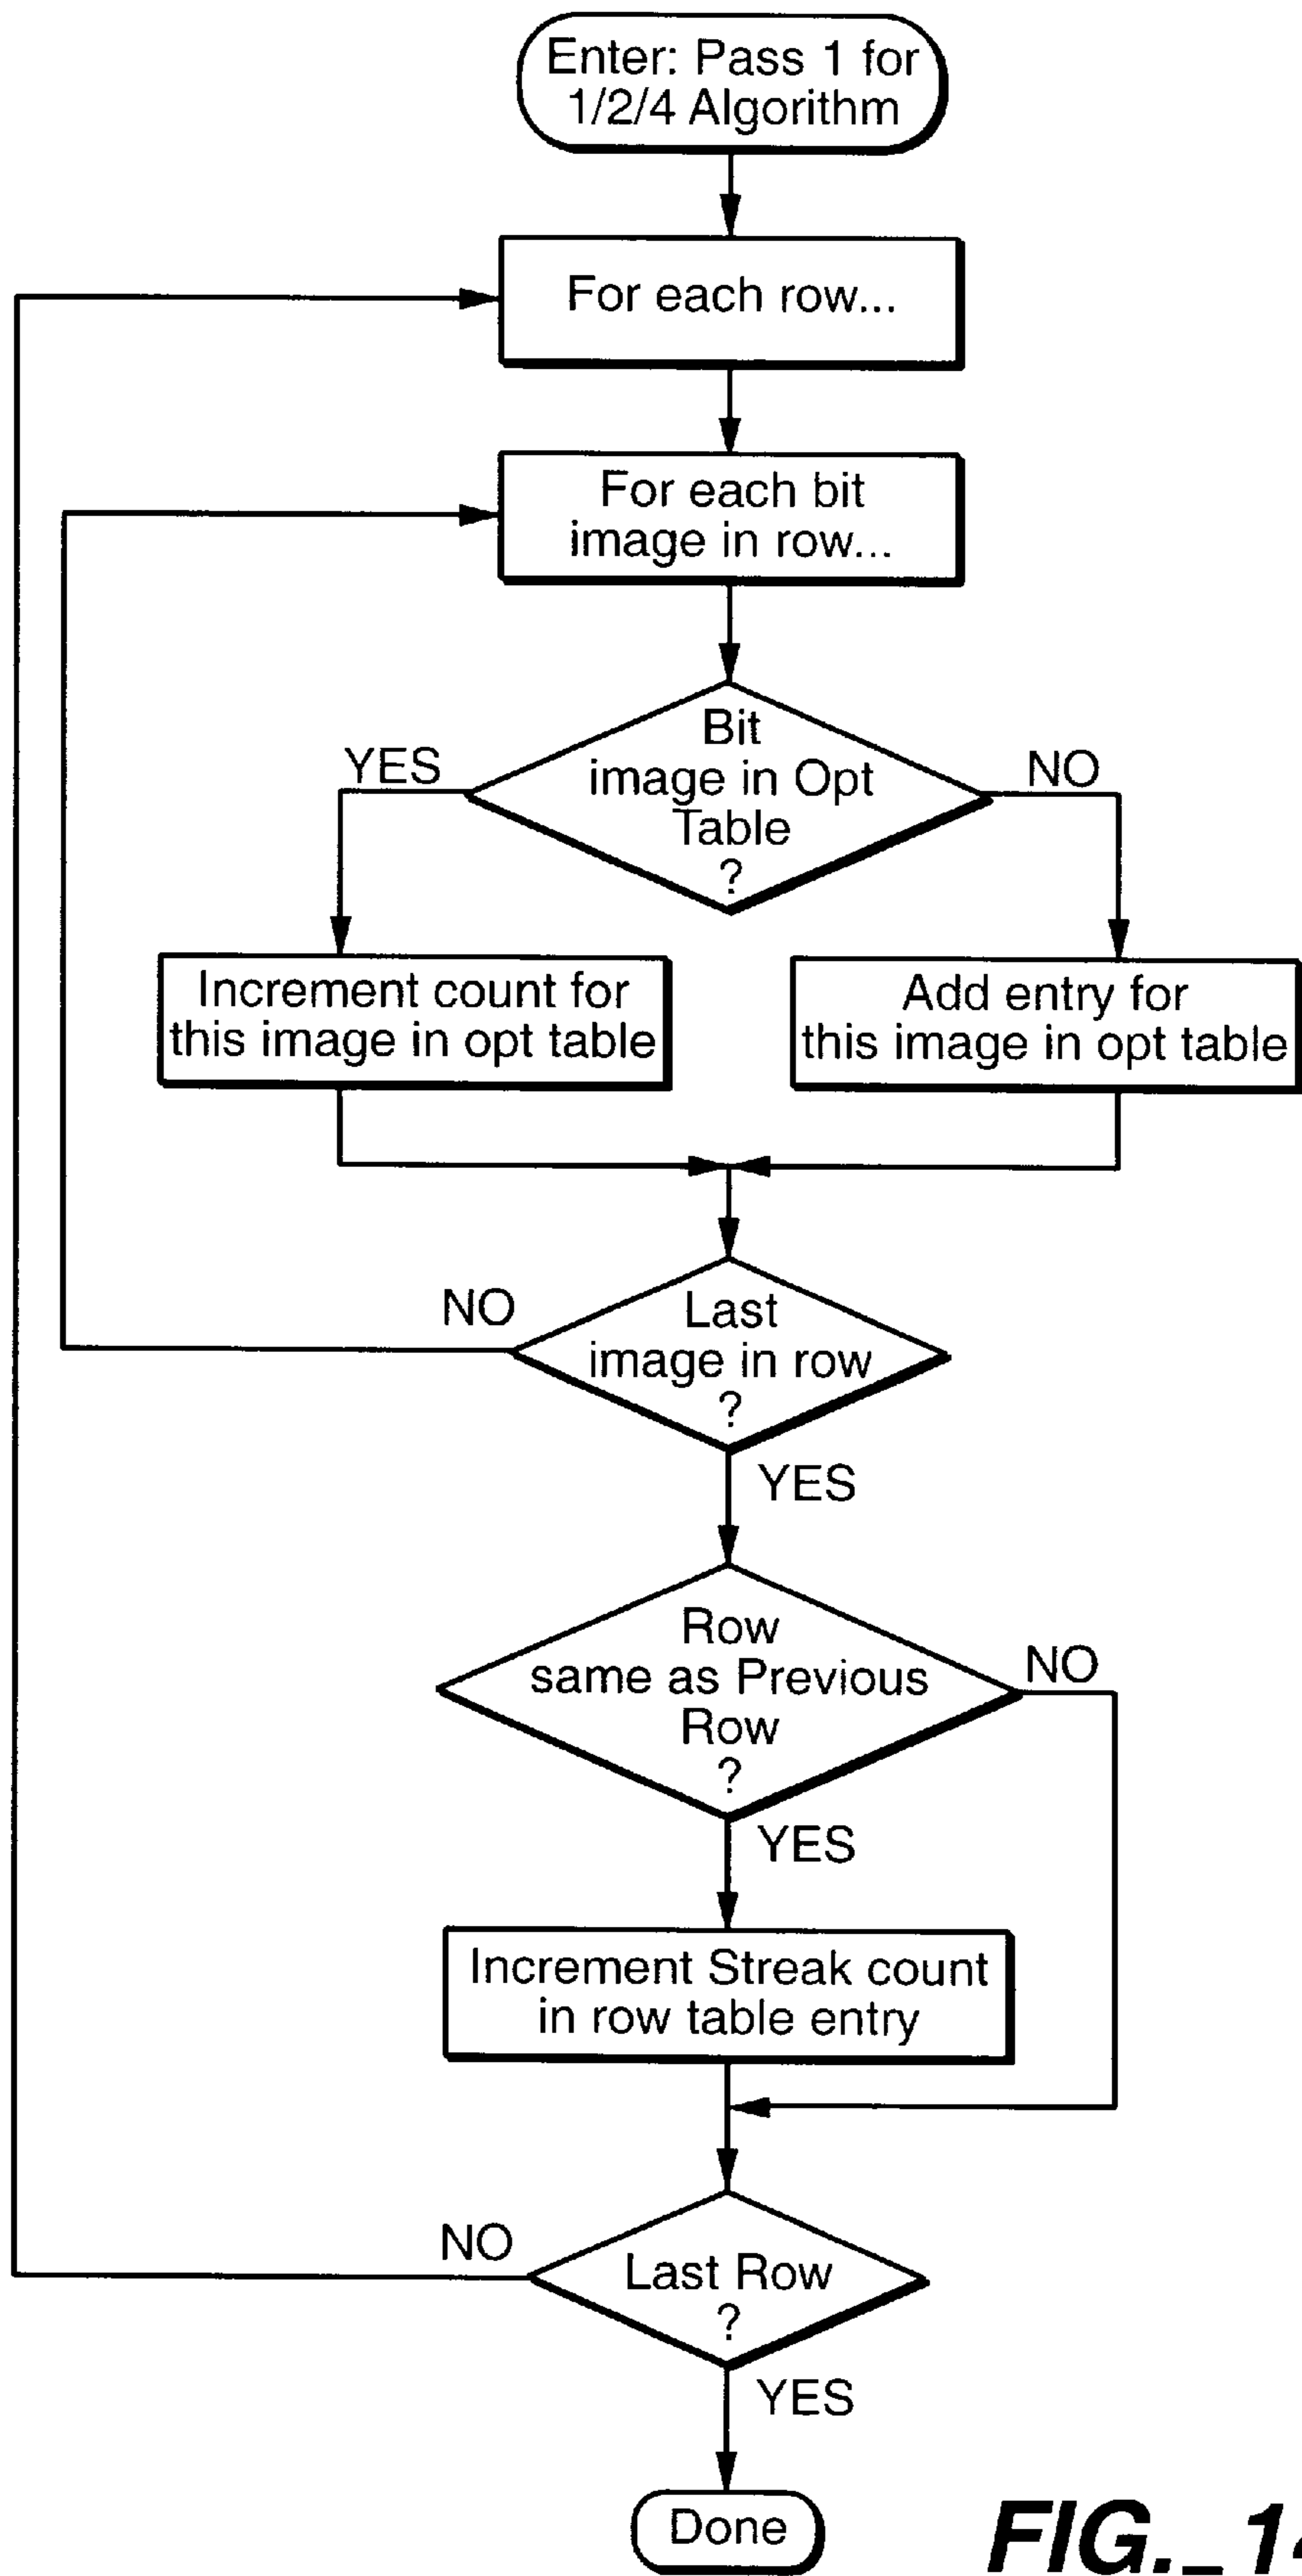 Enter: Pass 1 for
1/2/4 Algorithm
For each row...
For each bit
image in row...
Bit
image in Opt
Table
?
YES
NO
Increment count for
this image in opt table
Add entry for
this image in opt table
Last
image in row
?
NO
YES
Row
same as Previous
Row
?
NO
YES
Increment Streak count
in row table entry
Last Row
?
NO
YES
Done
FIG._